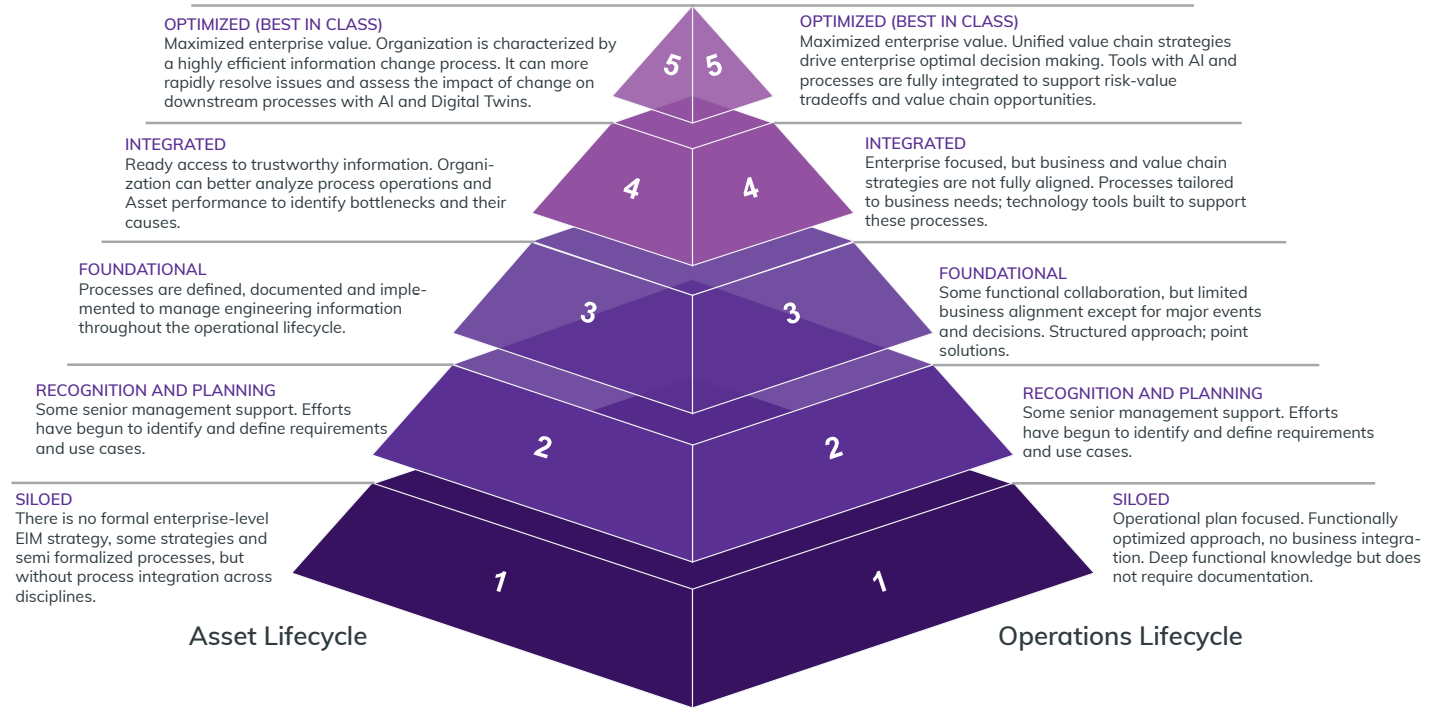 OPTIMIZED (BEST IN CLASS)
Maximized enterprise value. Organization is characterized by
a highly efficient information change process. It can more
rapidly resolve issues and assess the impact of change on
downstream processes with AI and Digital Twins.
OPTIMIZED (BEST IN CLASS)
Maximized enterprise value. Unified value chain strategies
drive enterprise optimal decision making. Tools with AI and
processes are fully integrated to support risk-value
tradeoffs and value chain opportunities.
5 5
INTEGRATED
Ready access to trustworthy information. Organi-
zation can better analyze process operations and
Asset performance to identify bottlenecks and their
causes.
INTEGRATED
Enterprise focused, but business and value chain
strategies are not fully aligned. Processes tailored
to business needs; technology tools built to support
these processes.
4 4
FOUNDATIONAL
Processes are defined, documented and imple-
mented to manage engineering information
throughout the operational lifecycle.
FOUNDATIONAL
Some functional collaboration, but limited
business alignment except for major events
and decisions. Structured approach; point
solutions.
3 3
RECOGNITION AND PLANNING
Some senior management support. Efforts
have begun to identify and define requirements
and use cases.
RECOGNITION AND PLANNING
Some senior management support. Efforts
have begun to identify and define requirements
and use cases.
2 2
SILOED
There is no formal enterprise-level
EIM strategy, some strategies and
semi formalized processes, but
without process integration across
disciplines.
SILOED
Operational plan focused. Functionally
optimized approach, no business integra-
tion. Deep functional knowledge but does
not require documentation.
1 1
Asset Lifecycle
Operations Lifecycle